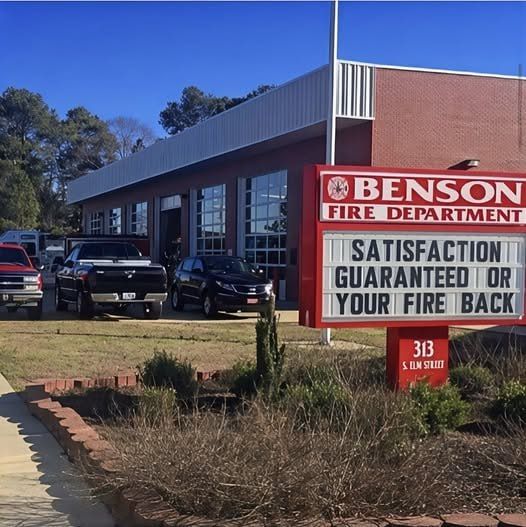 BENSON
FIRE DEPARTMENT
SATISFACTION
GUARANTEED OR
YOUR FIRE BACK
313
S. ELM STREET